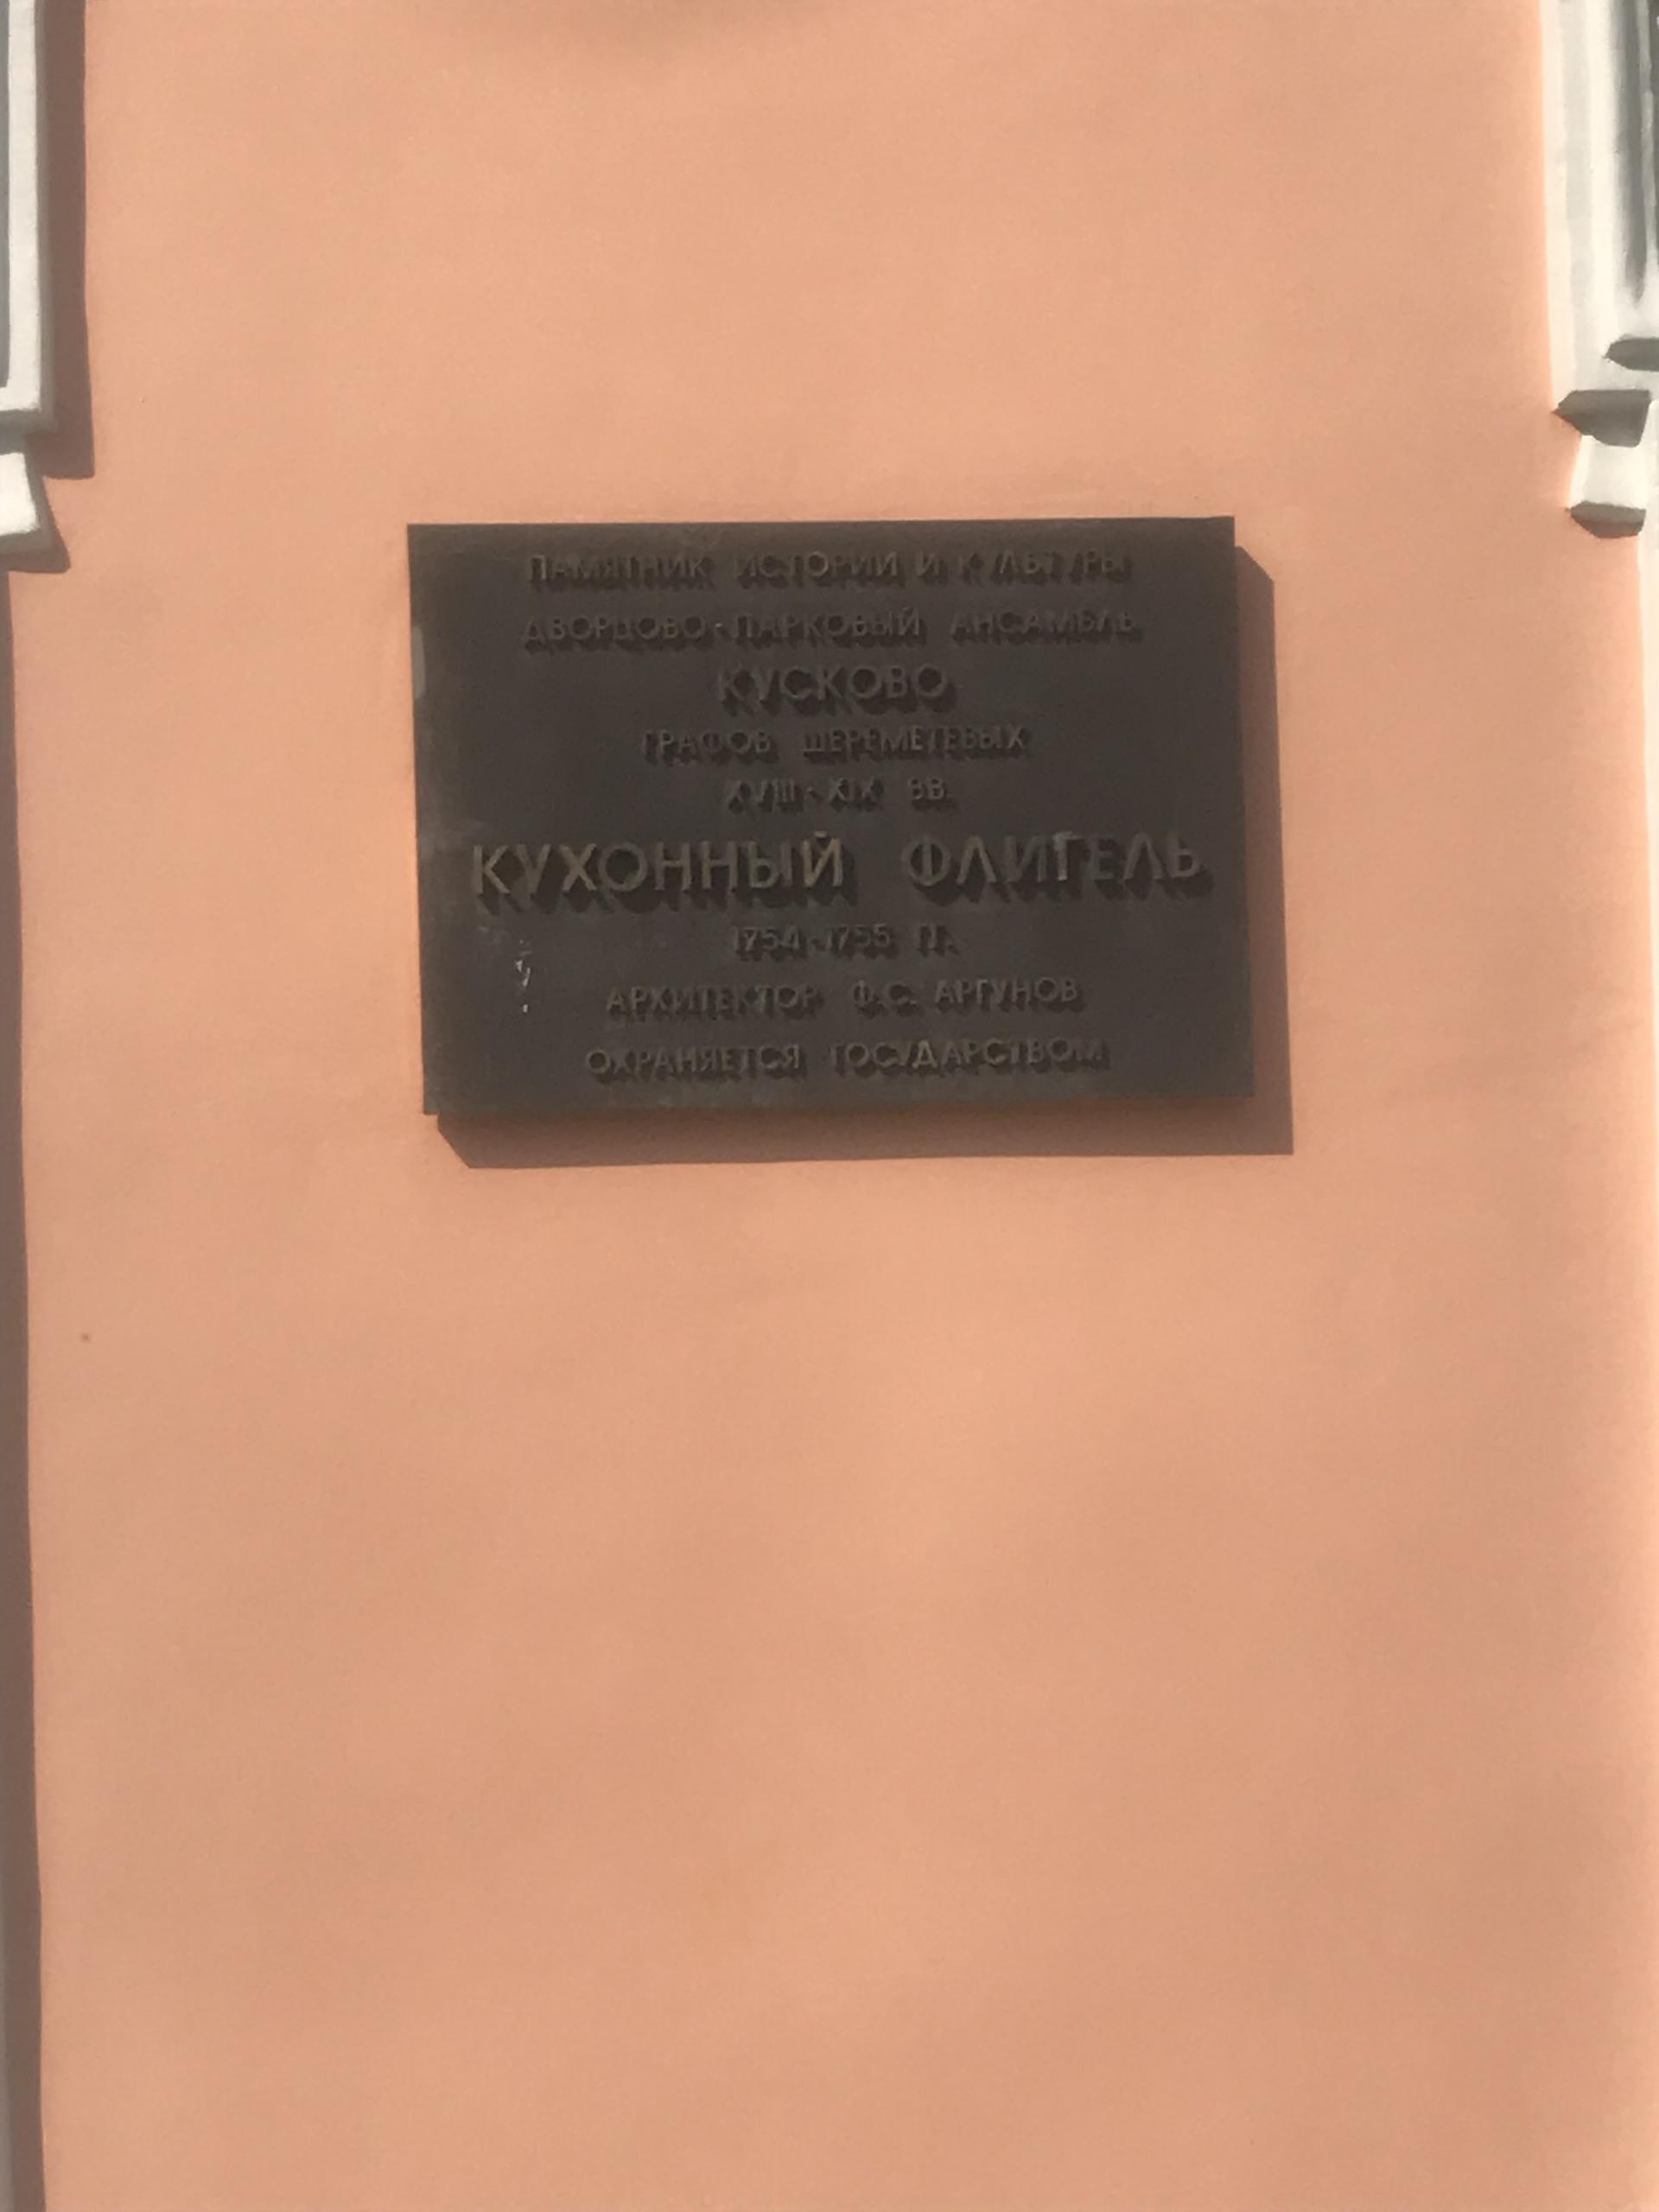 ПАМЯТНИК ИСТОРИИ И КУЛЬТУРЫ
ДВОРЦОВО-ПАРКОВЫЙ АНСАМБЛЬ
КУСКОВО
ГРАФОВ ШЕРЕМЕТЕВЫХ
XVIII-XIX ВВ.
КУХОННЫЙ ФЛИГЕЛЬ
1754-1755 ГГ.
АРХИТЕКТОР Ф.С. АРГУНОВ
ОХРАНЯЕТСЯ ГОСУДАРСТВОМ